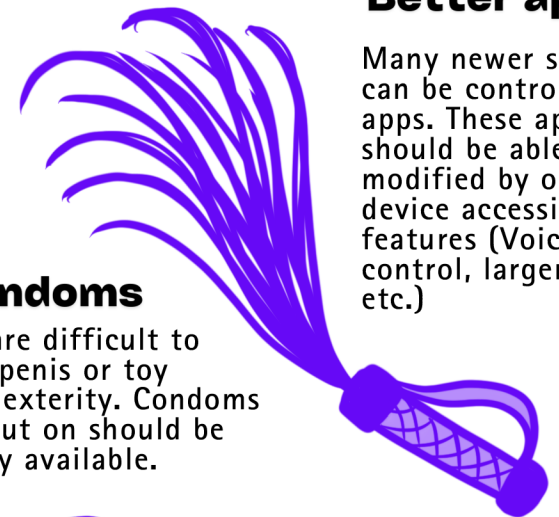 Better ap
Many newer s
can be contro
apps. These ap
should be able
modified by o
device accessi
features (Voic
control, larger
etc.)
ndoms
are difficult to
penis or toy
exterity. Condoms
ut on should be
y available.